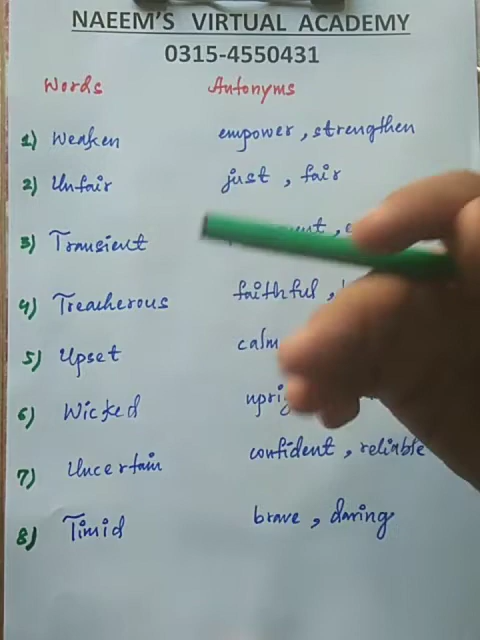 NAEEM'S VIRTUAL ACADEMY
0315-4550431
Words Antonyms
1) Weaken empower, strengthen
2) Unfair just, fair
3) Transient
4) Treacherous faithful,
5) Upset calm
6) Wicked
7) Uncertain confident, reliable
8) Timid brave, daring